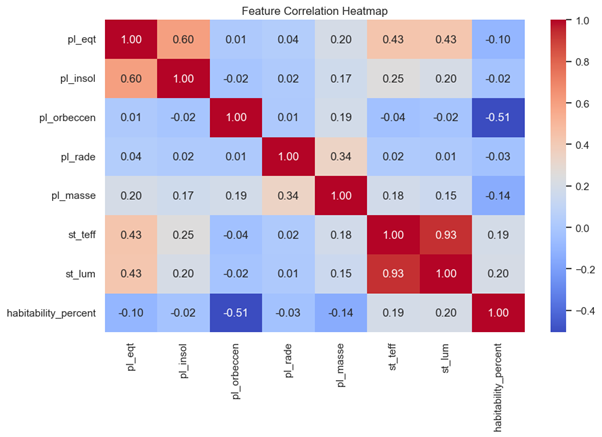 Feature Correlation Heatmap
pl_eqt 1.00 0.60 0.01 0.04 0.20 0.43 0.43 -0.10
pl_insol 0.60 1.00 -0.02 0.02 0.17 0.25 0.20 -0.02
pl_orbeccen 0.01 -0.02 1.00 0.01 0.19 -0.04 -0.02 -0.51
pl_rade 0.04 0.02 0.01 1.00 0.34 0.02 0.01 -0.03
pl_masse 0.20 0.17 0.19 0.34 1.00 0.18 0.15 -0.14
st_teff 0.43 0.25 -0.04 0.02 0.18 1.00 0.93 0.19
st_lum 0.43 0.20 -0.02 0.01 0.15 0.93 1.00 0.20
habitability_percent -0.10 -0.02 -0.51 -0.03 -0.14 0.19 0.20 1.00
pl_eqt
pl_insol
pl_orbeccen
pl_rade
pl_masse
st_teff
st_lum
habitability_percent
1.0
0.8
0.6
0.4
0.2
0.0
−0.2
−0.4